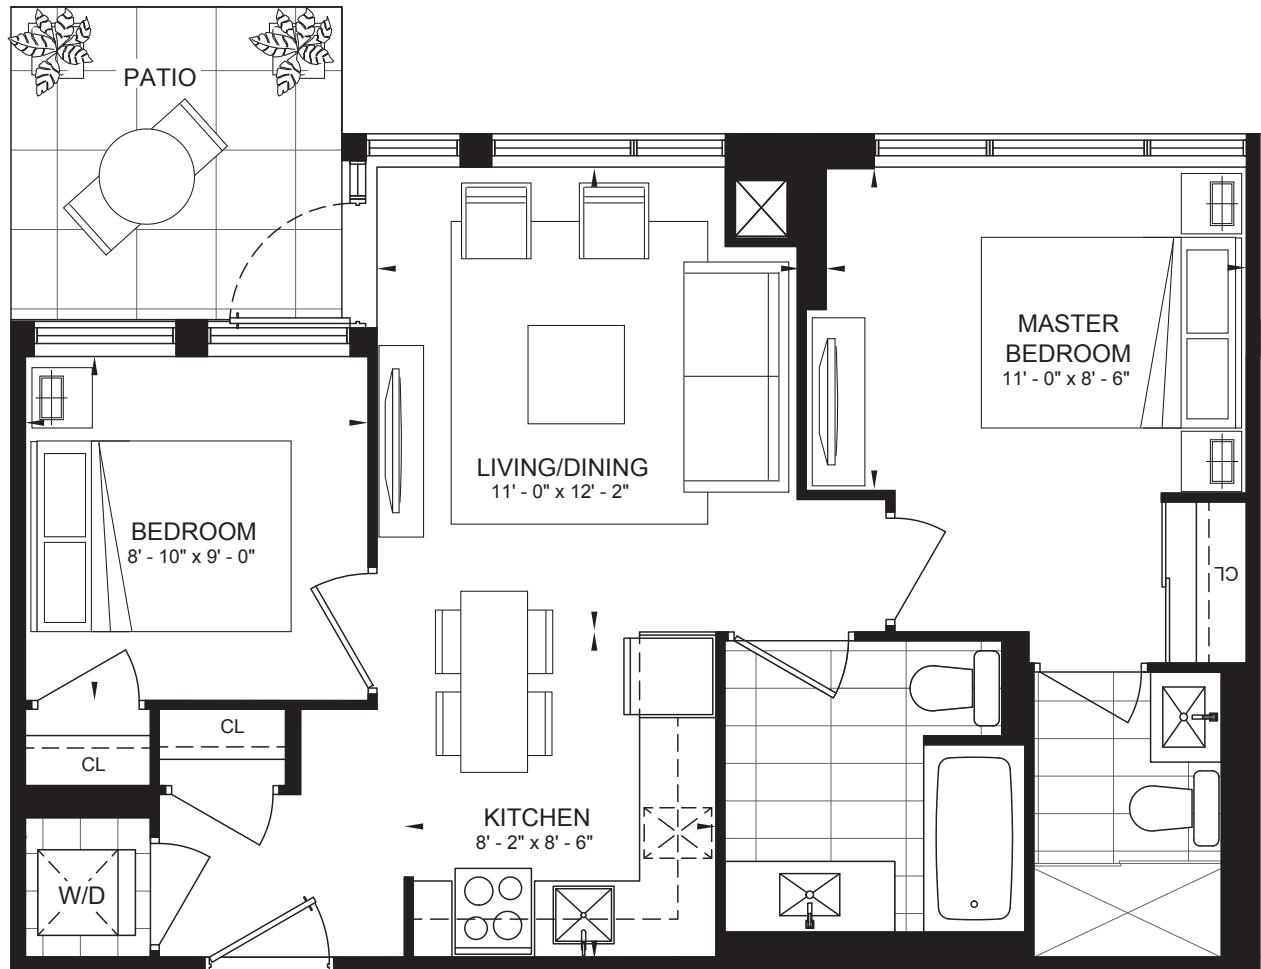 PATIO
MASTER
BEDROOM
11' - 0" x 8' - 6"
LIVING/DINING
11' - 0" x 12' - 2"
BEDROOM
8' - 10" x 9' - 0"
CL
CL
CL
KITCHEN
8' - 2" x 8' - 6"
W/D